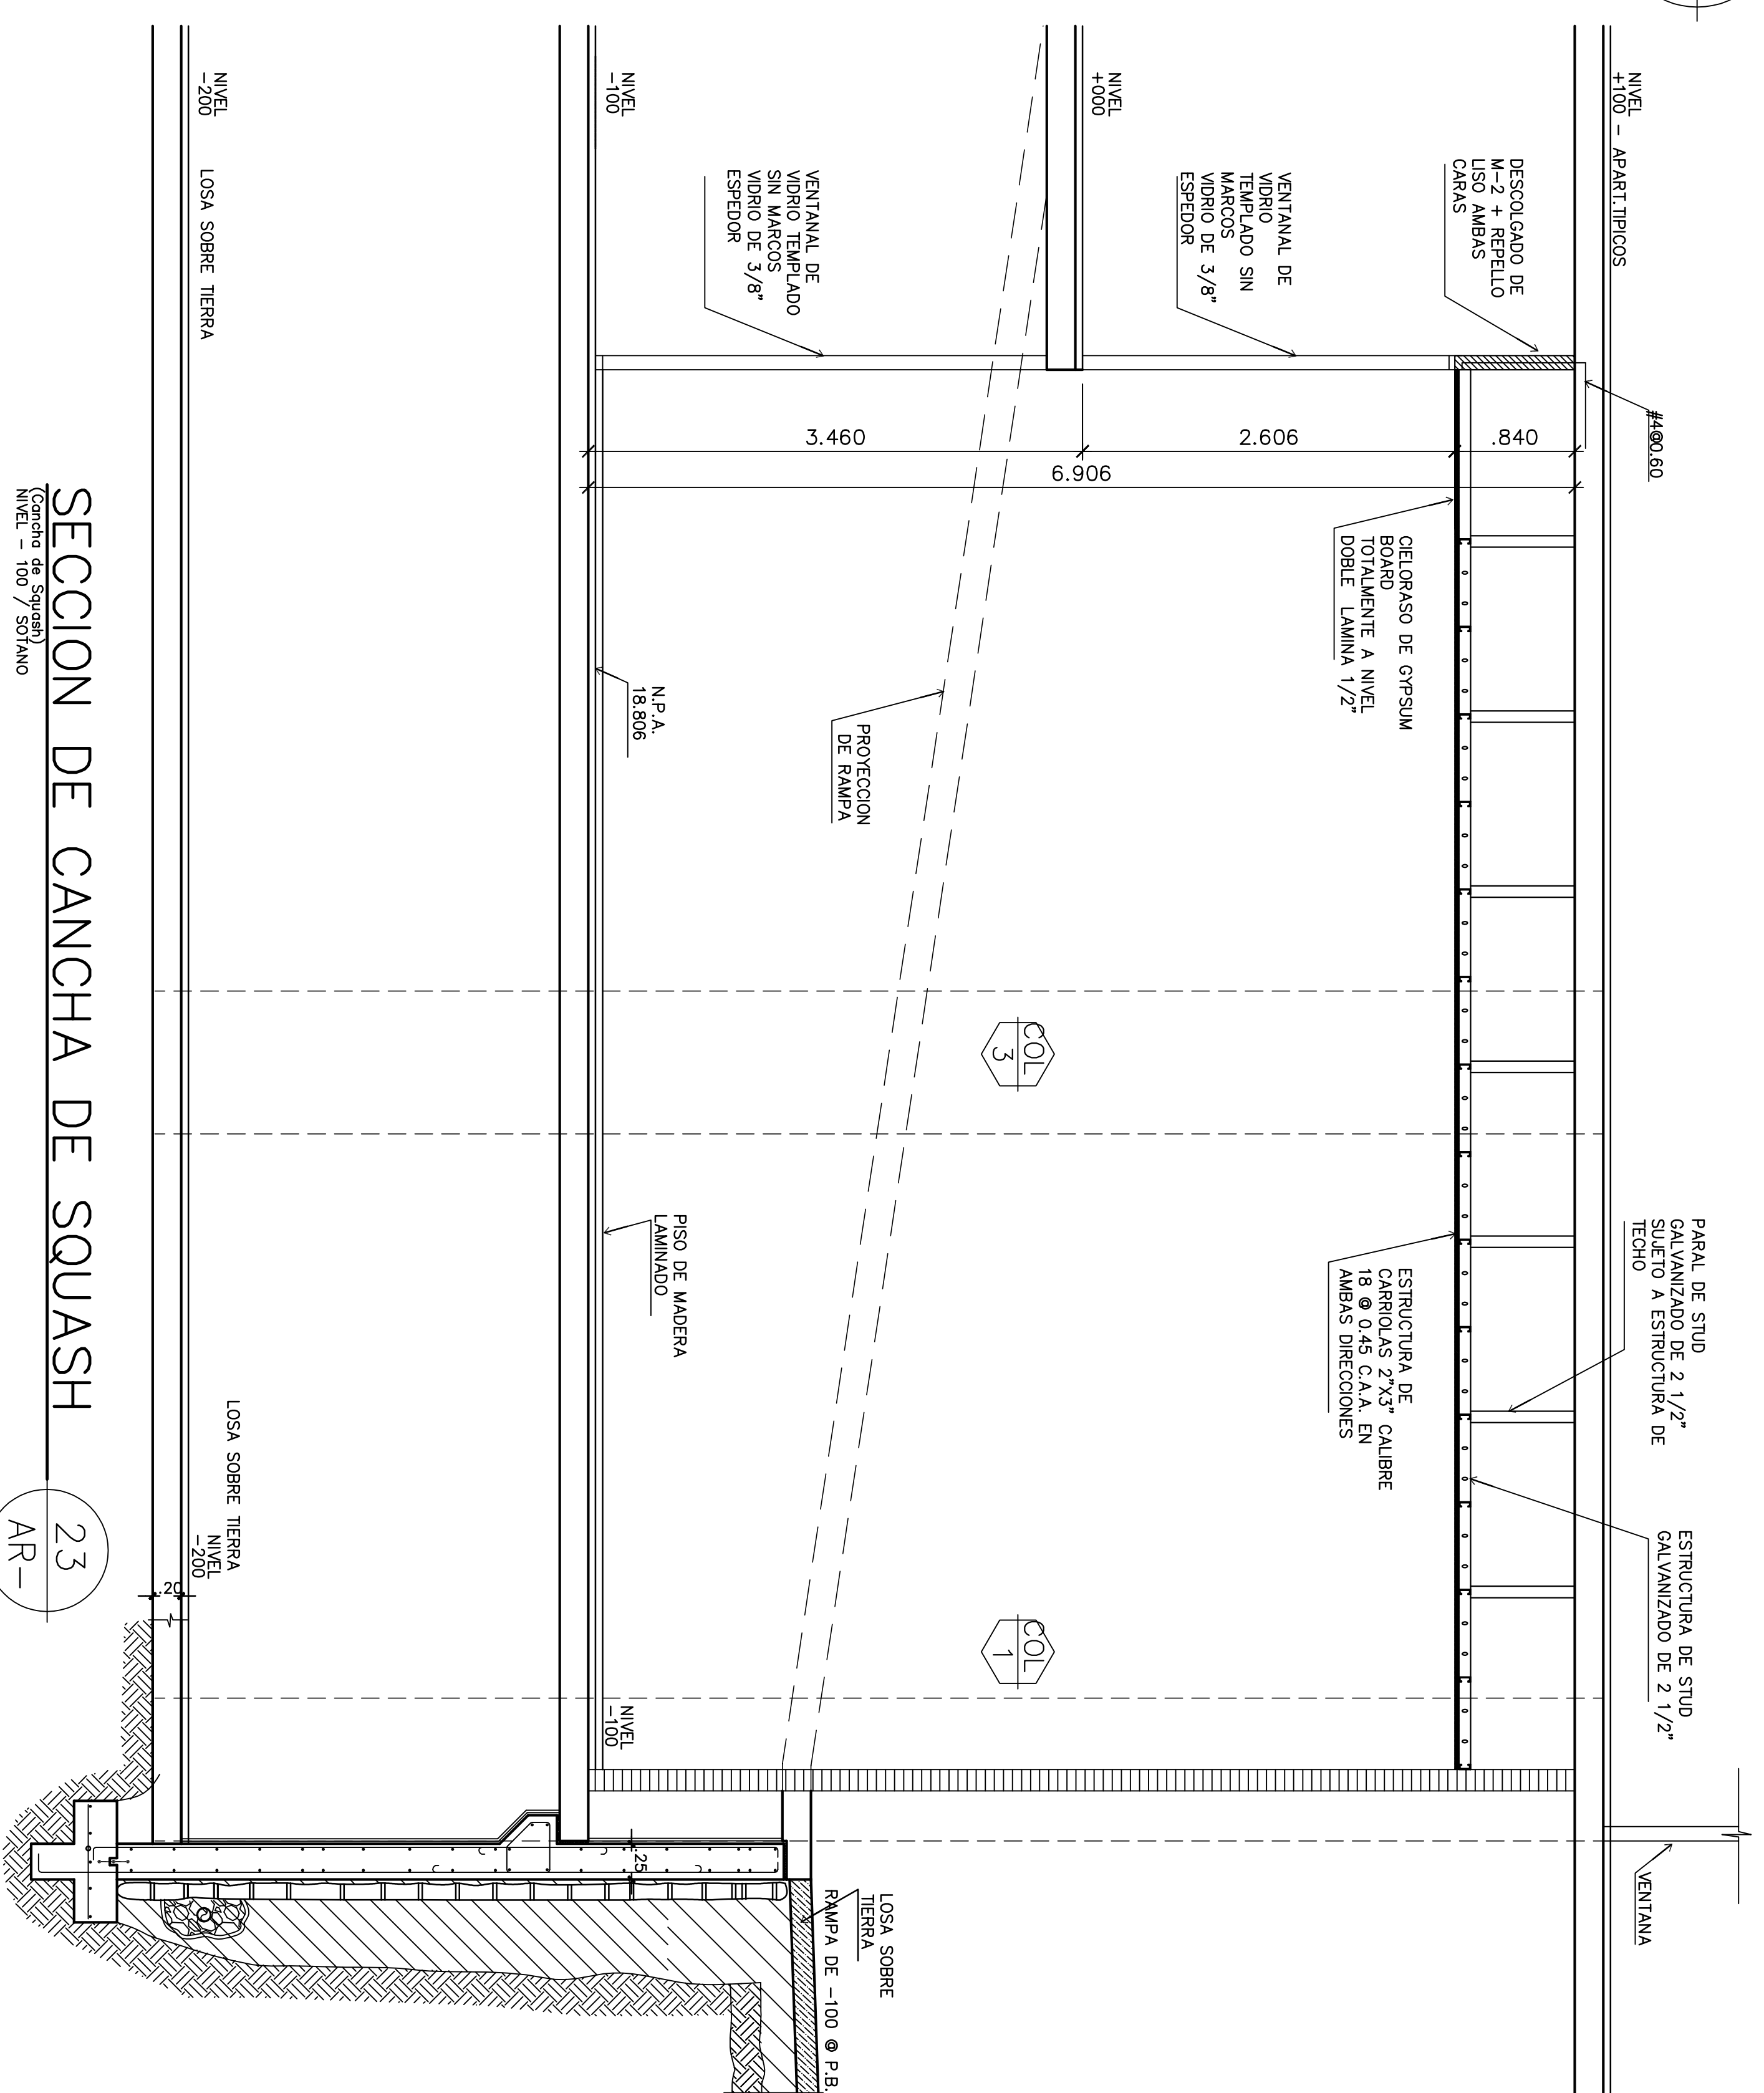 NIVEL
+100 - APART.TIPICOS
DESCOLGADO DE
M-2 + REPELLO
LISO AMBAS
CARAS
#4@0.60
PARAL DE STUD
GALVANIZADO DE 2 1/2"
SUJETO A ESTRUCTURA DE
TECHO
ESTRUCTURA DE STUD
GALVANIZADO DE 2 1/2"
VENTANA
.840
CIELORASO DE GYPSUM
BOARD
TOTALMENTE A NIVEL
DOBLE LAMINA 1/2"
ESTRUCTURA DE
CARRIOLAS 2"X3" CALIBRE
18 @ 0.45 C.A.A. EN
AMBAS DIRECCIONES
VENTANAL DE
VIDRIO
TEMPLADO SIN
MARCOS
VIDRIO DE 3/8"
ESPEDOR
2.606
NIVEL
+000
6.906
COL
3
COL
1
PROYECCION
DE RAMPA
3.460
VENTANAL DE
VIDRIO TEMPLADO
SIN MARCOS
VIDRIO DE 3/8"
ESPEDOR
LOSA SOBRE
TIERRA
RAMPA DE -100 @ P.B.
N.P.A.
18.806
PISO DE MADERA
LAMINADO
NIVEL
-100
NIVEL
-100
.25
NIVEL
-200
LOSA SOBRE TIERRA
LOSA SOBRE TIERRA
NIVEL
-200
.20
SECCION DE CANCHA DE SQUASH
(Cancha de Squash)
NIVEL - 100 / SOTANO
23
AR-